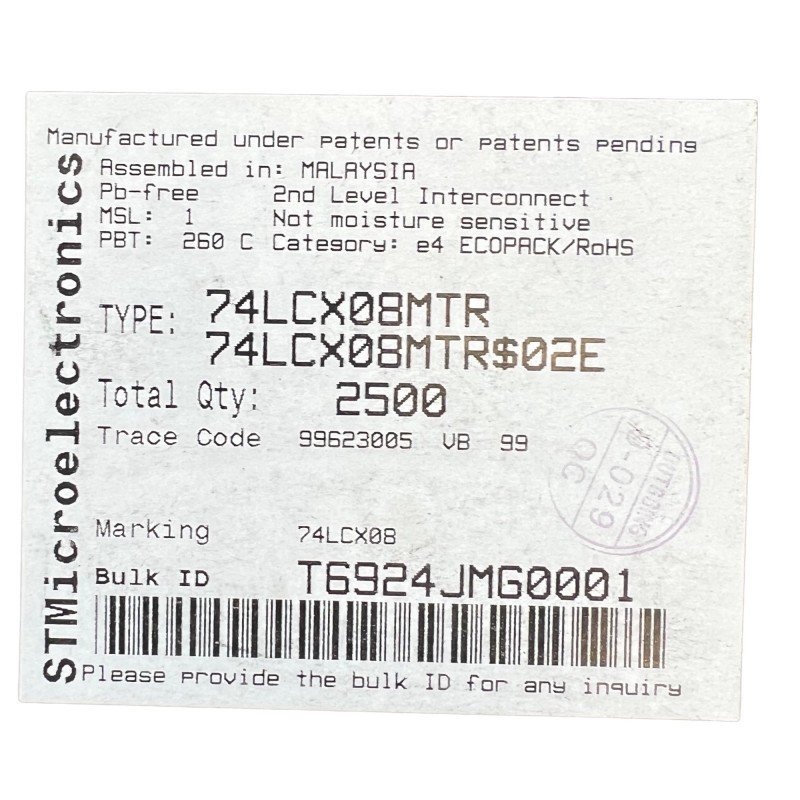 Manufactured under patents or patents pending
STMicroelectronics
Assembled in: MALAYSIA
Pb-free 2nd Level Interconnect
MSL: 1 Not moisture sensitive
PBT: 260 C Category: e4 ECOPACK/RoHS
TYPE: 74LCX08MTR
74LCX08MTR$02E
Total Qty: 2500
Trace Code 99623005 VB 99
OUTGOING
-029
QC
Marking 74LCX08
Bulk ID T6924JMG0001
Please provide the bulk ID for any inquiry